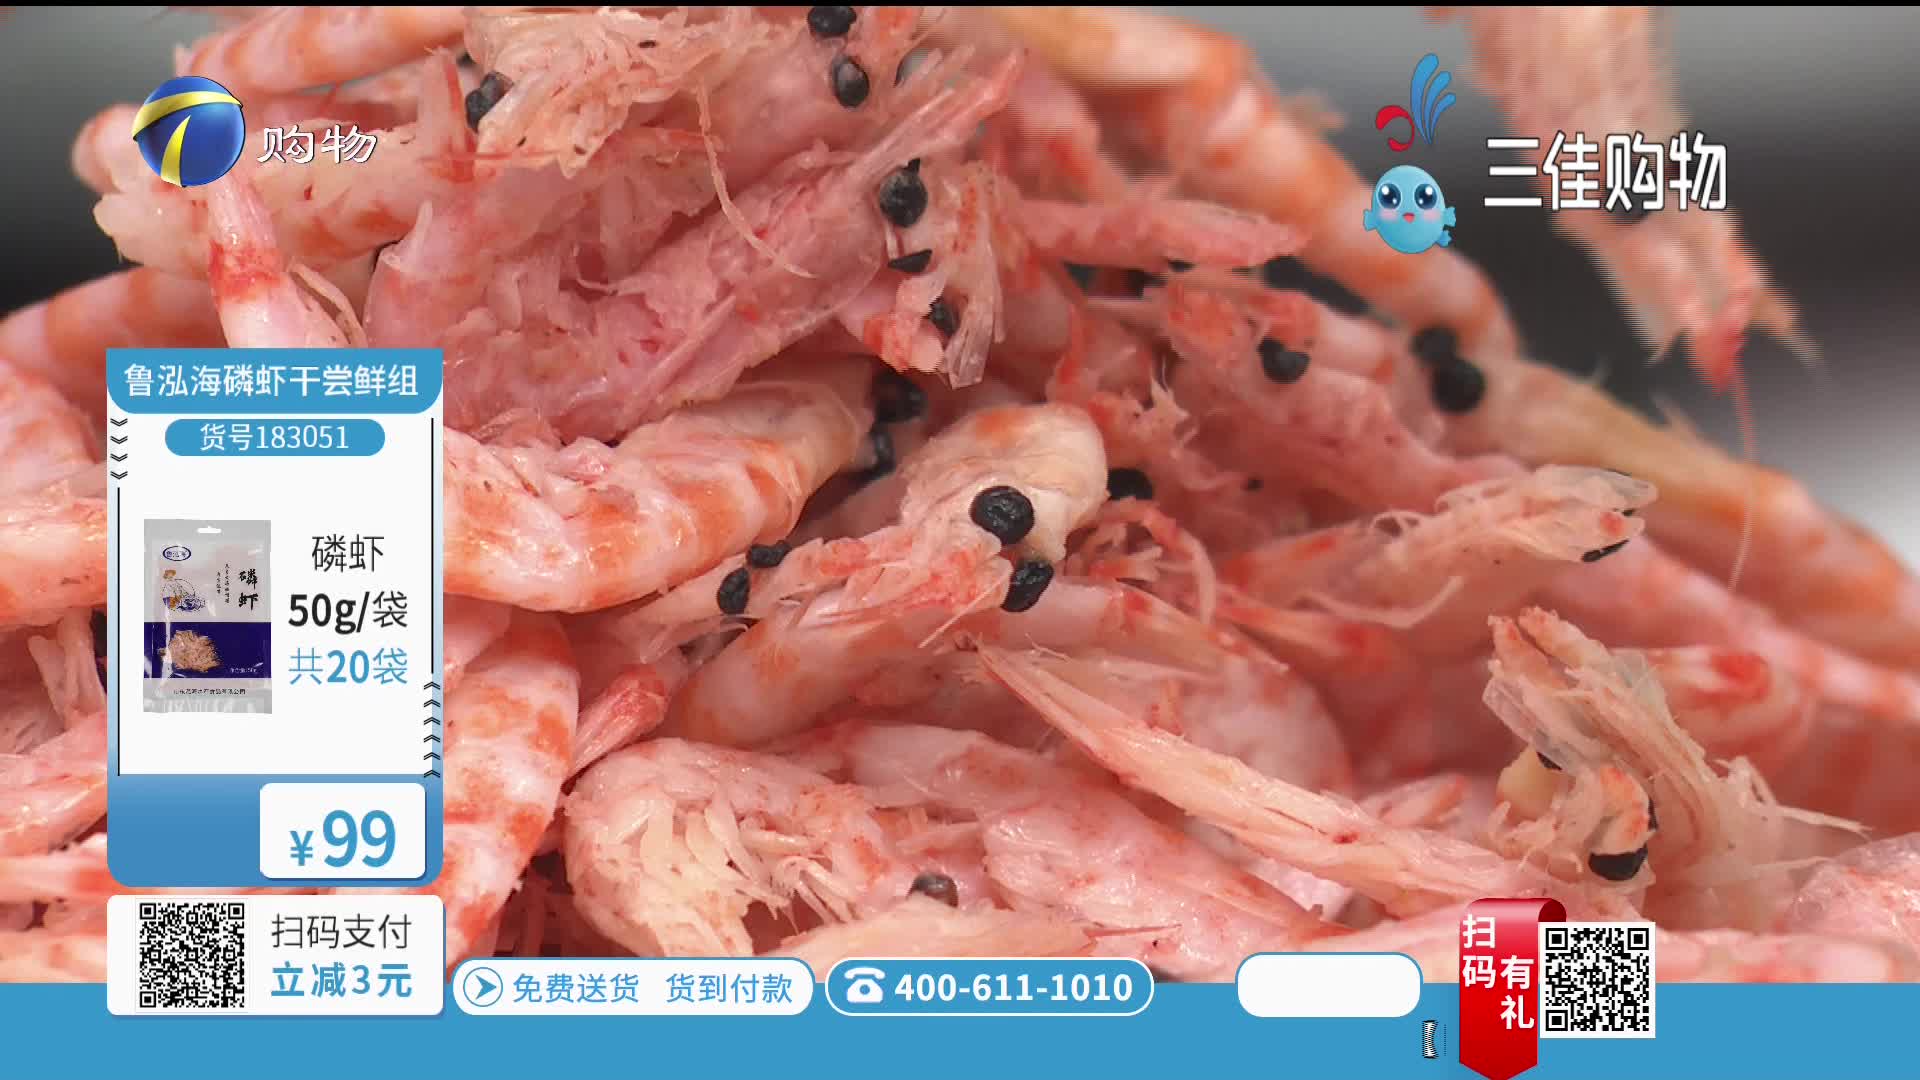 购物
三佳购物
鲁泓海磷虾干尝鲜组
货号183051
磷虾
磷虾
50g/袋
共20袋
¥99
扫码支付
立减3元
免费送货 货到付款
400-611-1010
扫码
有礼